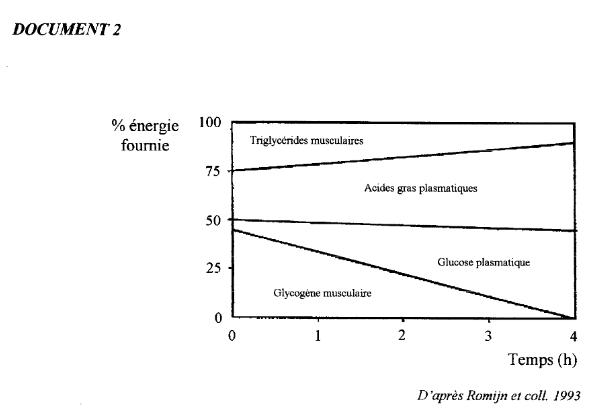 DOCUMENT 2
% énergie
fournie
100
75
50
25
0
Triglycérides musculaires
Acides gras plasmatiques
Glucose plasmatique
Glycogène musculaire
0 1 2 3 4
Temps (h)
D'après Romijn et coll. 1993